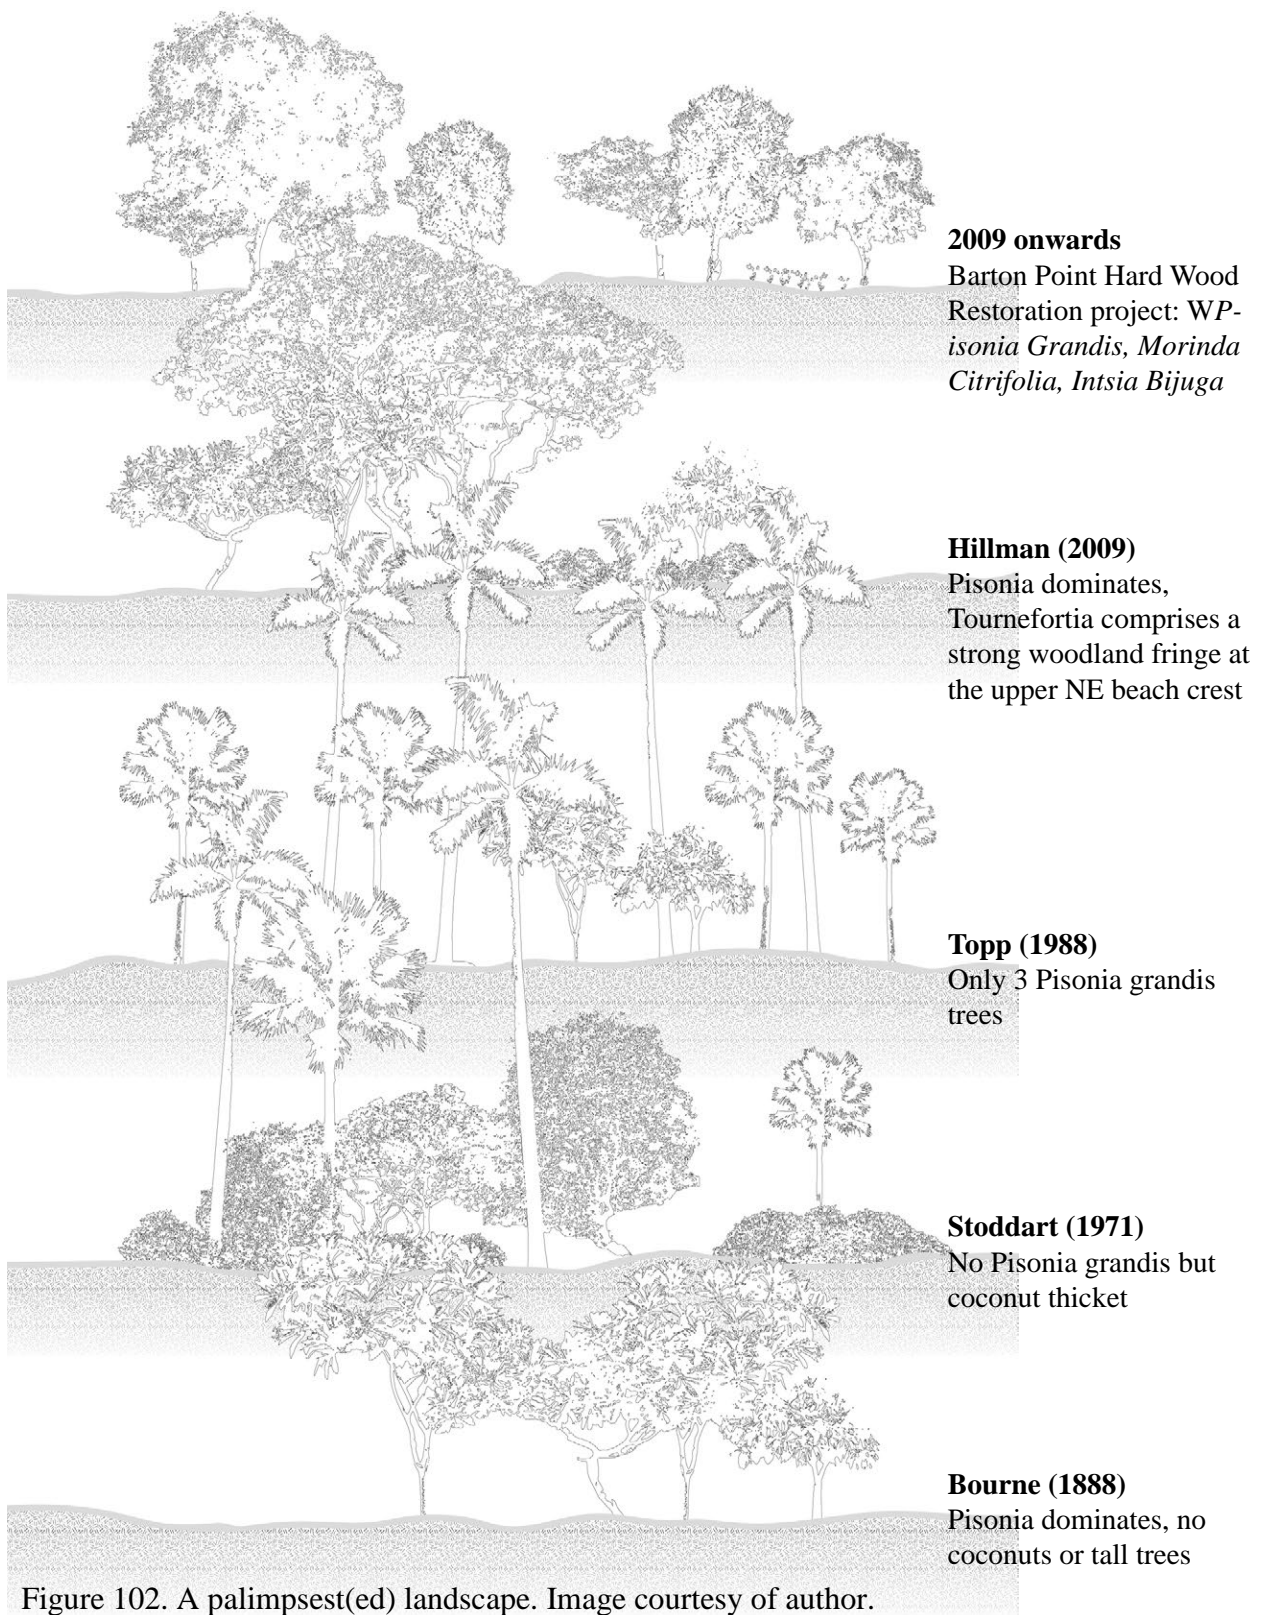 2009 onwards
Barton Point Hard Wood
Restoration project: WP-
isonia Grandis, Morinda
Citrifolia, Intsia Bijuga
Hillman (2009)
Pisonia dominates,
Tournefortia comprises a
strong woodland fringe at
the upper NE beach crest
Topp (1988)
Only 3 Pisonia grandis
trees
Stoddart (1971)
No Pisonia grandis but
coconut thicket
Bourne (1888)
Pisonia dominates, no
coconuts or tall trees
Figure 102. A palimpsest(ed) landscape. Image courtesy of author.